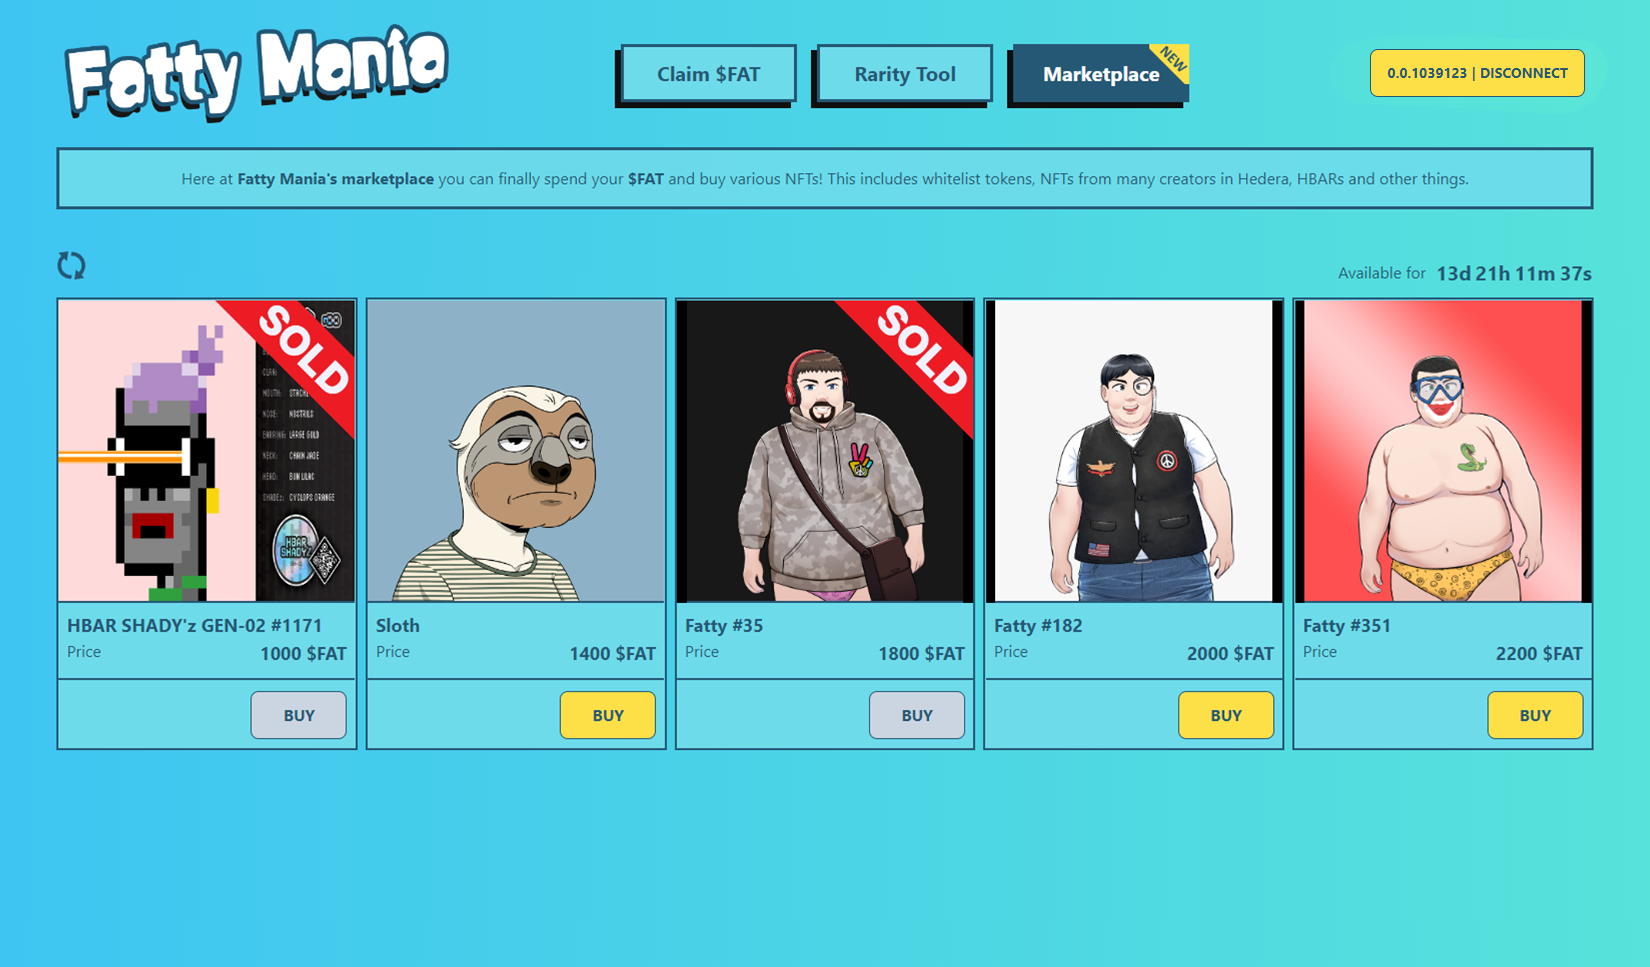 Fatty Mania
Claim $FAT
Rarity Tool
Marketplace
NEW
0.0.1039123 | DISCONNECT
Here at Fatty Mania's marketplace you can finally spend your $FAT and buy various NFTs! This includes whitelist tokens, NFTs from many creators in Hedera, HBARs and other things.
Available for 13d 21h 11m 37s
SOLD
CLAN:
MOUTH: STACHE
NOSE: NOSTRILS
EARRING: LARGE GOLD
NECK: CHAIN JADE
HEAD: BUN LILAC
SHADE: CYCLOPS ORANGE
HBAR
SHADY'Z
SOLD
HBAR SHADY'z GEN-02 #1171
Price 1000 $FAT
BUY
Sloth
Price 1400 $FAT
BUY
Fatty #35
Price 1800 $FAT
BUY
Fatty #182
Price 2000 $FAT
BUY
Fatty #351
Price 2200 $FAT
BUY